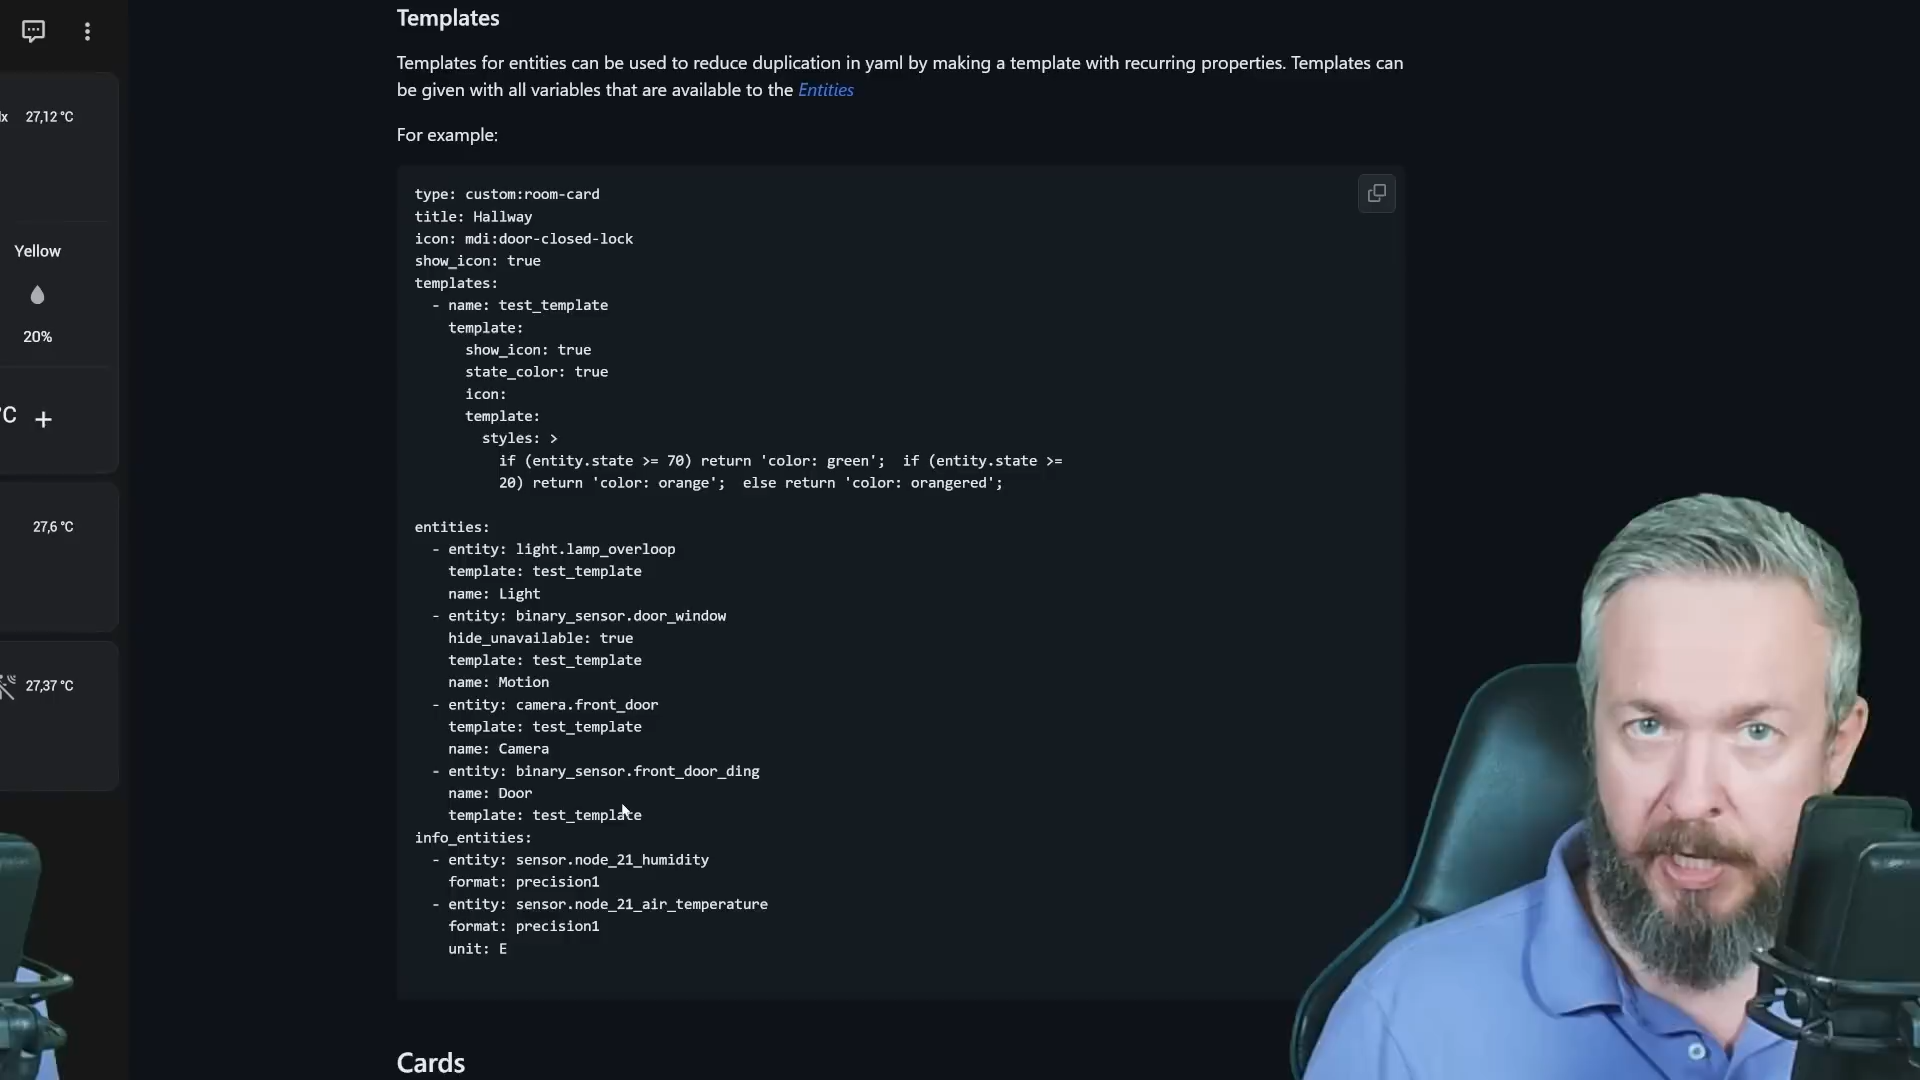 Templates
Templates for entities can be used to reduce duplication in yaml by making a template with recurring properties. Templates can
be given with all variables that are available to the Entities
For example:
type: custom:room-card
title: Hallway
icon: mdi:door-closed-lock
show_icon: true
templates:
- name: test_template
template:
show_icon: true
state_color: true
icon:
template:
styles: >
if (entity.state >= 70) return 'color: green';  if (entity.state >=
20) return 'color: orange';  else return 'color: orangered';
entities:
- entity: light.lamp_overloop
template: test_template
name: Light
- entity: binary_sensor.door_window
hide_unavailable: true
template: test_template
name: Motion
- entity: camera.front_door
template: test_template
name: Camera
- entity: binary_sensor.front_door_ding
name: Door
template: test_template
info_entities:
- entity: sensor.node_21_humidity
format: precision1
- entity: sensor.node_21_air_temperature
format: precision1
unit: E
Cards
27,12 °C
Yellow
20%
°C +
27,6 °C
27,37 °C